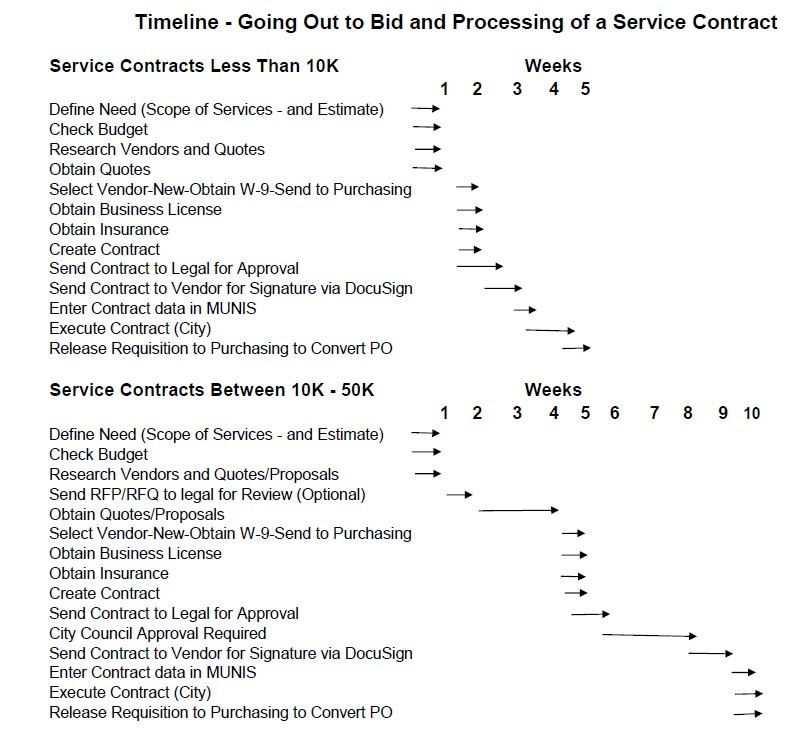 Timeline - Going Out to Bid and Processing of a Service Contract
Service Contracts Less Than 10K Weeks
1 2 3 4 5
Define Need (Scope of Services - and Estimate)
Check Budget
Research Vendors and Quotes
Obtain Quotes
Select Vendor-New-Obtain W-9-Send to Purchasing
Obtain Business License
Obtain Insurance
Create Contract
Send Contract to Legal for Approval
Send Contract to Vendor for Signature via DocuSign
Enter Contract data in MUNIS
Execute Contract (City)
Release Requisition to Purchasing to Convert PO
Service Contracts Between 10K - 50K Weeks
1 2 3 4 5 6 7 8 9 10
Define Need (Scope of Services - and Estimate)
Check Budget
Research Vendors and Quotes/Proposals
Send RFP/RFQ to legal for Review (Optional)
Obtain Quotes/Proposals
Select Vendor-New-Obtain W-9-Send to Purchasing
Obtain Business License
Obtain Insurance
Create Contract
Send Contract to Legal for Approval
City Council Approval Required
Send Contract to Vendor for Signature via DocuSign
Enter Contract data in MUNIS
Execute Contract (City)
Release Requisition to Purchasing to Convert PO